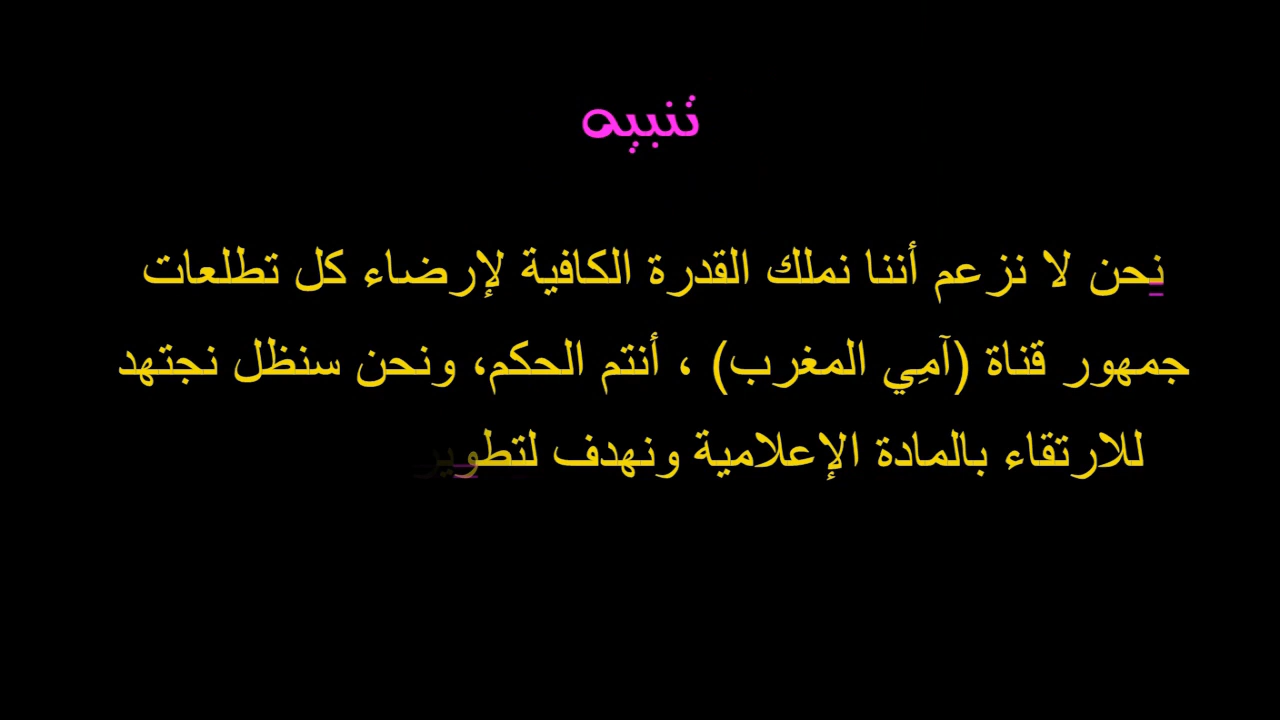 تنبيه
نحن لا نزعم أننا نملك القدرة الكافية لإرضاء كل تطلعات
جمهور قناة (آمِي المغرب) ، أنتم الحكم، ونحن سنظل نجتهد
للارتقاء بالمادة الإعلامية ونهدف لتطوير